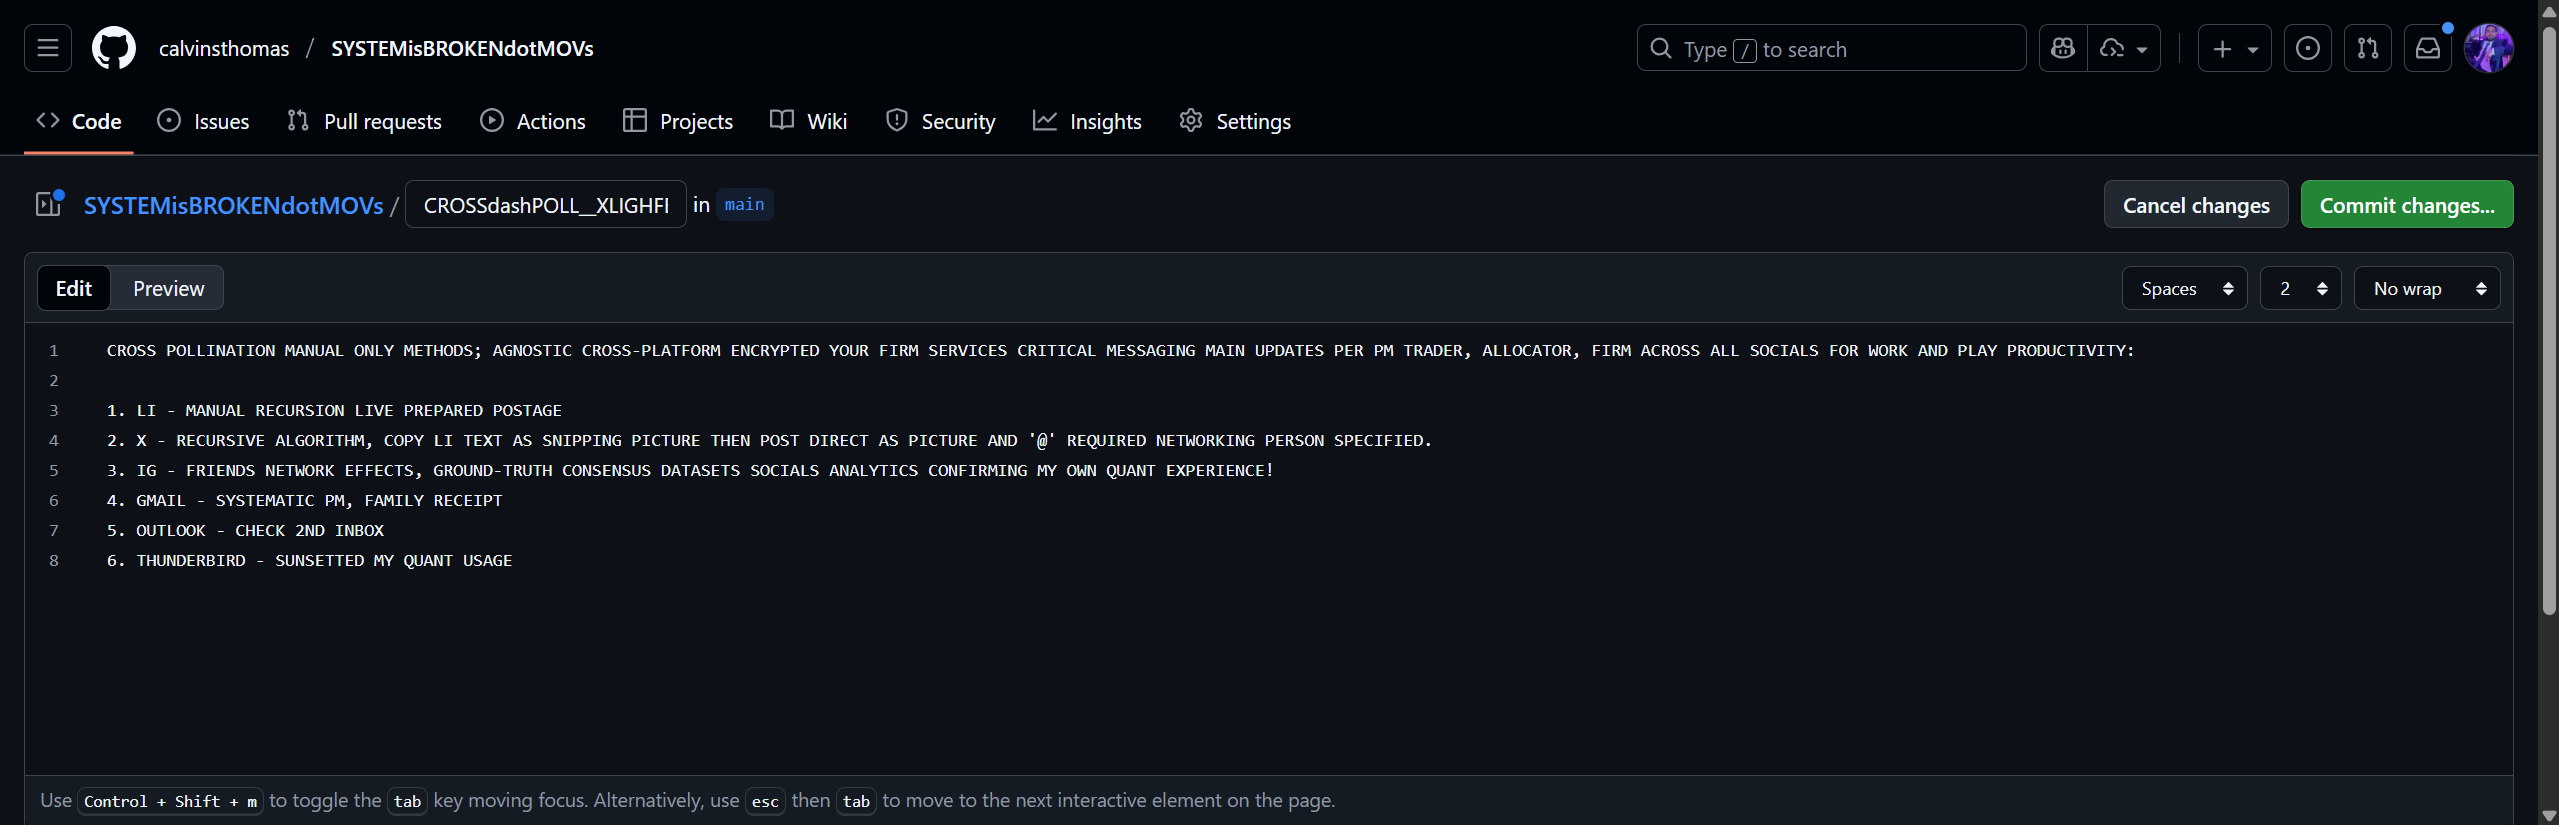 calvinsthomas / SYSTEMisBROKENdotMOVs
Type / to search
Code Issues Pull requests Actions Projects Wiki Security Insights Settings
SYSTEMisBROKENdotMOVs / CROSSdashPOLL__XLIGHFI in main
Cancel changes Commit changes...
Edit Preview
Spaces 2 No wrap
1 CROSS POLLINATION MANUAL ONLY METHODS; AGNOSTIC CROSS-PLATFORM ENCRYPTED YOUR FIRM SERVICES CRITICAL MESSAGING MAIN UPDATES PER PM TRADER, ALLOCATOR, FIRM ACROSS ALL SOCIALS FOR WORK AND PLAY PRODUCTIVITY:
2
3 1. LI - MANUAL RECURSION LIVE PREPARED POSTAGE
4 2. X - RECURSIVE ALGORITHM, COPY LI TEXT AS SNIPPING PICTURE THEN POST DIRECT AS PICTURE AND '@' REQUIRED NETWORKING PERSON SPECIFIED.
5 3. IG - FRIENDS NETWORK EFFECTS, GROUND-TRUTH CONSENSUS DATASETS SOCIALS ANALYTICS CONFIRMING MY OWN QUANT EXPERIENCE!
6 4. GMAIL - SYSTEMATIC PM, FAMILY RECEIPT
7 5. OUTLOOK - CHECK 2ND INBOX
8 6. THUNDERBIRD - SUNSETTED MY QUANT USAGE
Use Control + Shift + m to toggle the tab key moving focus. Alternatively, use esc then tab to move to the next interactive element on the page.